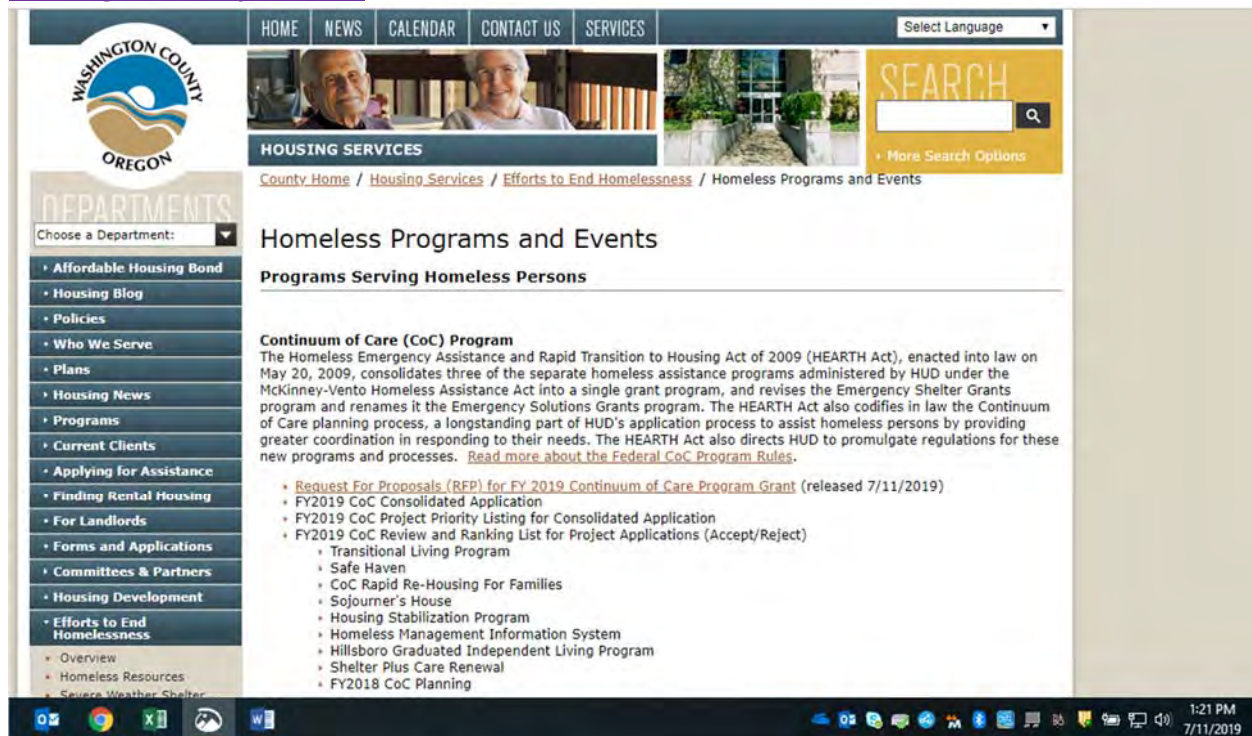 HOME NEWS CALENDAR CONTACT US SERVICES
Select Language
WASHINGTON COUNTY
OREGON
SEARCH
More Search Options
HOUSING SERVICES
County Home / Housing Services / Efforts to End Homelessness / Homeless Programs and Events
DEPARTMENTS
Choose a Department:
Affordable Housing Bond
Housing Blog
Policies
Who We Serve
Plans
Housing News
Programs
Current Clients
Applying for Assistance
Finding Rental Housing
For Landlords
Forms and Applications
Committees & Partners
Housing Development
Efforts to End
Homelessness
Overview
Homeless Resources
Severe Weather Shelter
Homeless Programs and Events
Programs Serving Homeless Persons
Continuum of Care (CoC) Program
The Homeless Emergency Assistance and Rapid Transition to Housing Act of 2009 (HEARTH Act), enacted into law on
May 20, 2009, consolidates three of the separate homeless assistance programs administered by HUD under the
McKinney-Vento Homeless Assistance Act into a single grant program, and revises the Emergency Shelter Grants
program and renames it the Emergency Solutions Grants program. The HEARTH Act also codifies in law the Continuum
of Care planning process, a longstanding part of HUD's application process to assist homeless persons by providing
greater coordination in responding to their needs. The HEARTH Act also directs HUD to promulgate regulations for these
new programs and processes. Read more about the Federal CoC Program Rules.
Request For Proposals (RFP) for FY 2019 Continuum of Care Program Grant (released 7/11/2019)
FY2019 CoC Consolidated Application
FY2019 CoC Project Priority Listing for Consolidated Application
FY2019 CoC Review and Ranking List for Project Applications (Accept/Reject)
Transitional Living Program
Safe Haven
CoC Rapid Re-Housing For Families
Sojourner's House
Housing Stabilization Program
Homeless Management Information System
Hillsboro Graduated Independent Living Program
Shelter Plus Care Renewal
FY2018 CoC Planning
1:21 PM
7/11/2019